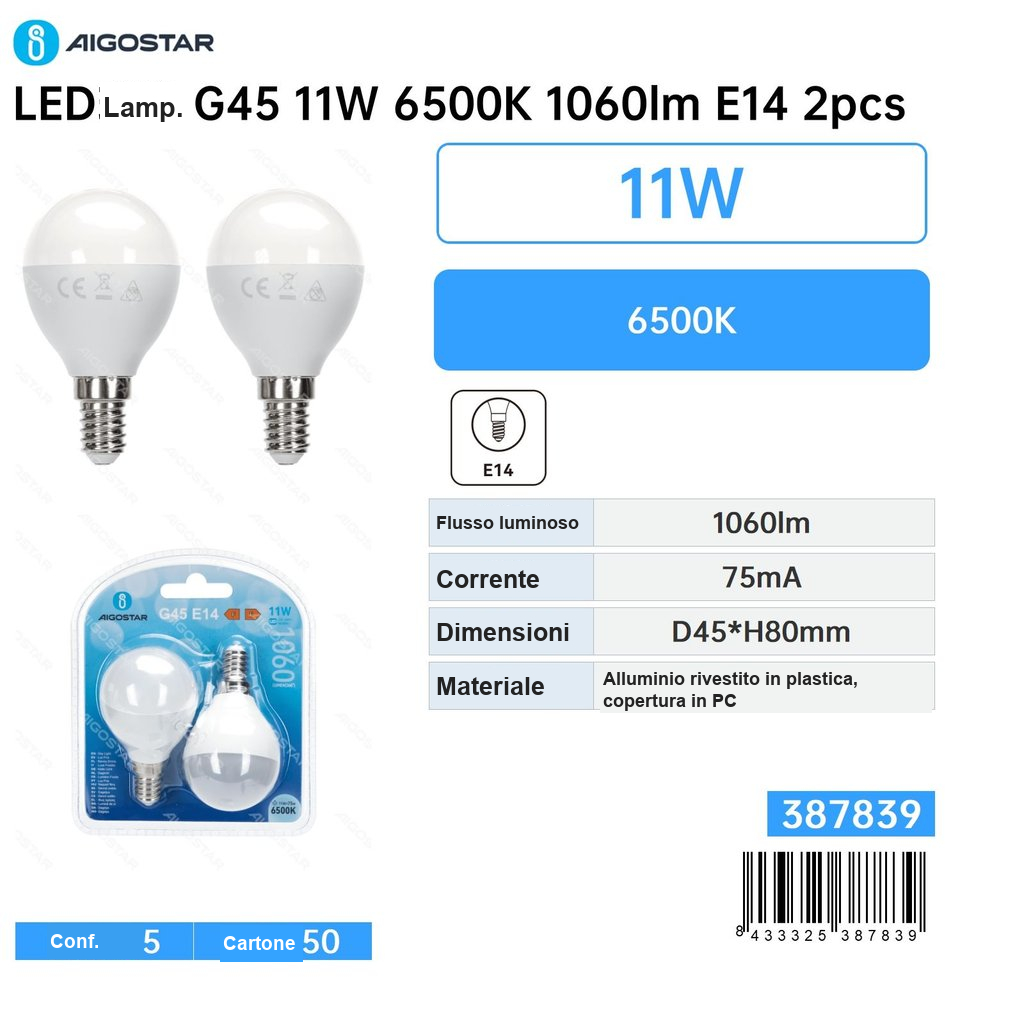 AIGOSTAR
LED Lamp. G45 11W 6500K 1060lm E14 2pcs
11W
6500K
E14
Flusso luminoso 1060lm
Corrente 75mA
Dimensioni D45*H80mm
Materiale Alluminio rivestito in plastica,
copertura in PC
AIGOSTAR
G45 E14
11W
1060
6500K
387839
8 433325 387839
Conf. 5 Cartone 50